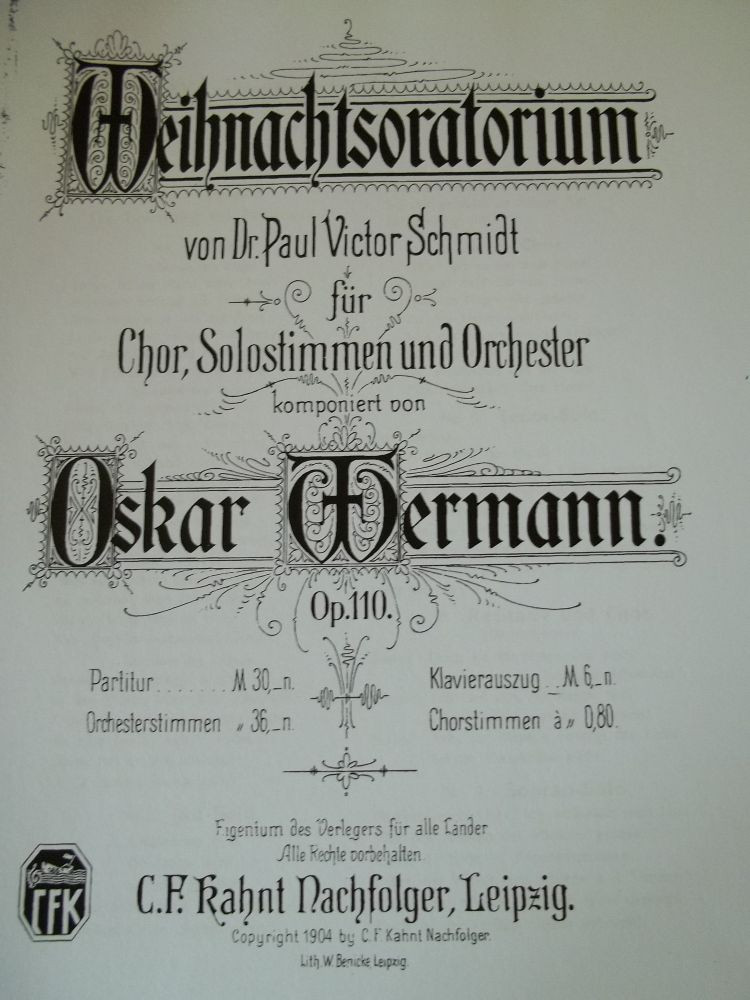 Weihnachtsoratorium
von Dr. Paul Victor Schmidt
für
Chor, Solostimmen und Orchester
komponiert von
Oskar Wermann.
Op. 110.
Partitur....... M 30,_n.
Orchesterstimmen „ 36,_n.
Klavierauszug ... M 6,_n.
Chorstimmen à „ 0,80.
Eigenium des Verlegers für alle Länder
Alle Rechte vorbehalten.
C.F. Kahnt Nachfolger, Leipzig.
Copyright 1904 by C.F. Kahnt Nachfolger.
Lith. W. Benicke Leipzig.
CFK